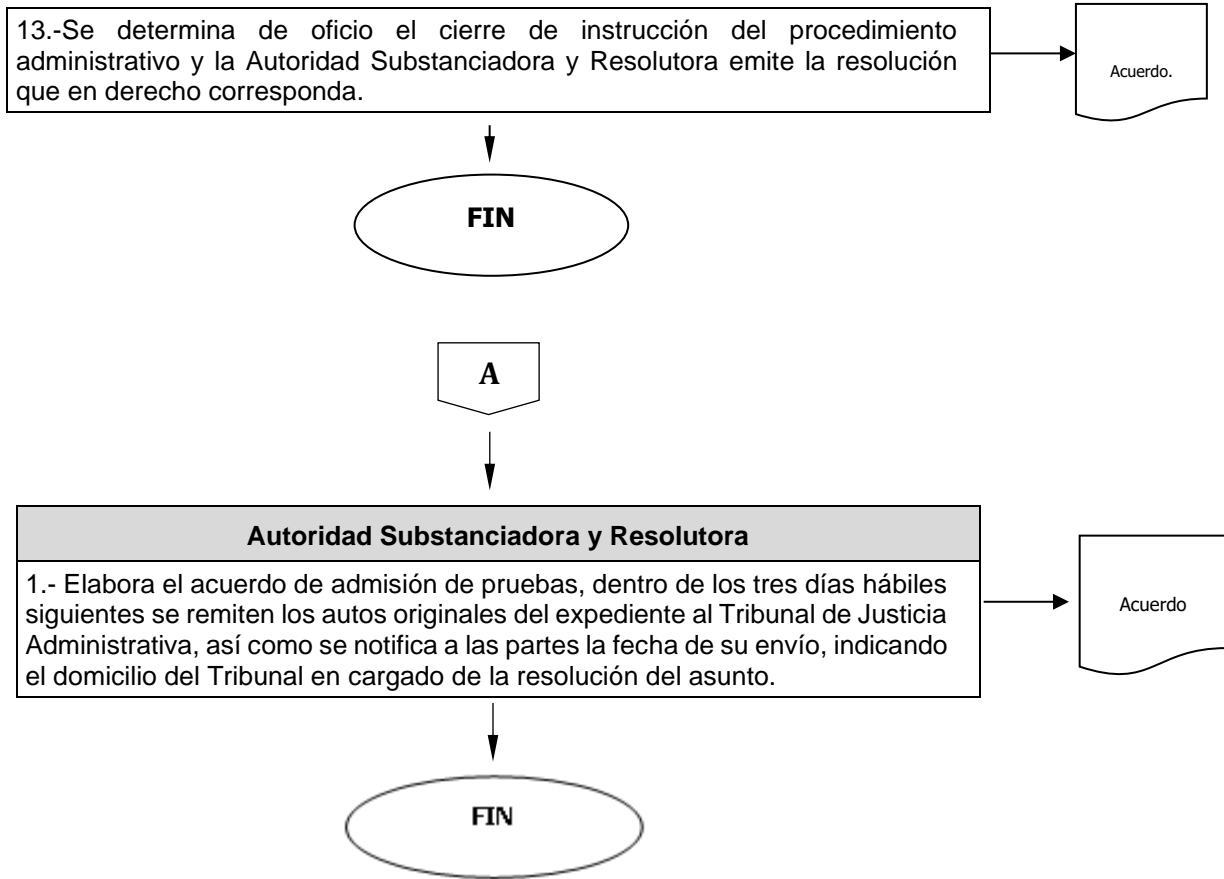 13.-Se determina de oficio el cierre de instrucción del procedimiento
administrativo y la Autoridad Substanciadora y Resolutora emite la resolución
que en derecho corresponda.
Acuerdo.
FIN
A
Autoridad Substanciadora y Resolutora
1.- Elabora el acuerdo de admisión de pruebas, dentro de los tres días hábiles
siguientes se remiten los autos originales del expediente al Tribunal de Justicia
Administrativa, así como se notifica a las partes la fecha de su envío, indicando
el domicilio del Tribunal en cargado de la resolución del asunto.
Acuerdo
FIN